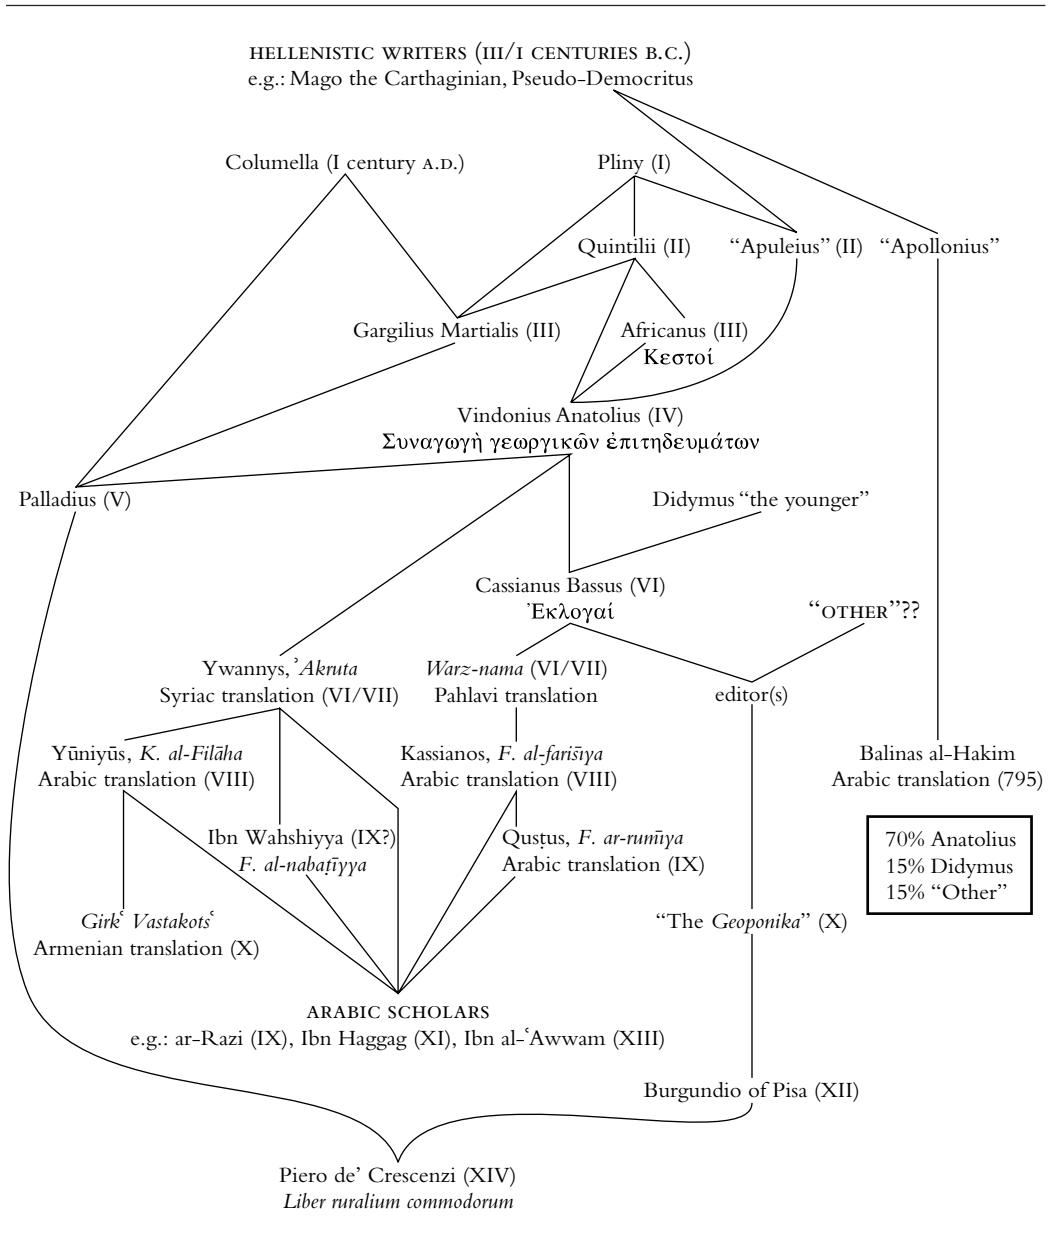 HELLENISTIC WRITERS (III/I CENTURIES B.C.)
e.g.: Mago the Carthaginian, Pseudo-Democritus
Columella (I century A.D.)
Pliny (I)
Quintilii (II)
“Apuleius” (II)
“Apollonius”
Gargilius Martialis (III)
Africanus (III)
Κεστοί
Vindonius Anatolius (IV)
Συναγωγὴ γεωργικῶν ἐπιτηδευμάτων
Palladius (V)
Didymus “the younger”
Cassianus Bassus (VI)
Ἐκλογαί
“OTHER”??
Ywannys, ʾAkruta
Syriac translation (VI/VII)
Warz-nama (VI/VII)
Pahlavi translation
editor(s)
Yūniyūs, K. al-Filāha
Arabic translation (VIII)
Kassianos, F. al-farisīya
Arabic translation (VIII)
Balinas al-Hakim
Arabic translation (795)
Ibn Wahshiyya (IX?)
F. al-nabaṭīyya
Qusṭus, F. ar-rumīya
Arabic translation (IX)
70% Anatolius
15% Didymus
15% “Other”
Girkʿ Vastakotsʿ
Armenian translation (X)
“The Geoponika” (X)
ARABIC SCHOLARS
e.g.: ar-Razi (IX), Ibn Haggag (XI), Ibn al-ʿAwwam (XIII)
Burgundio of Pisa (XII)
Piero de’ Crescenzi (XIV)
Liber ruralium commodorum